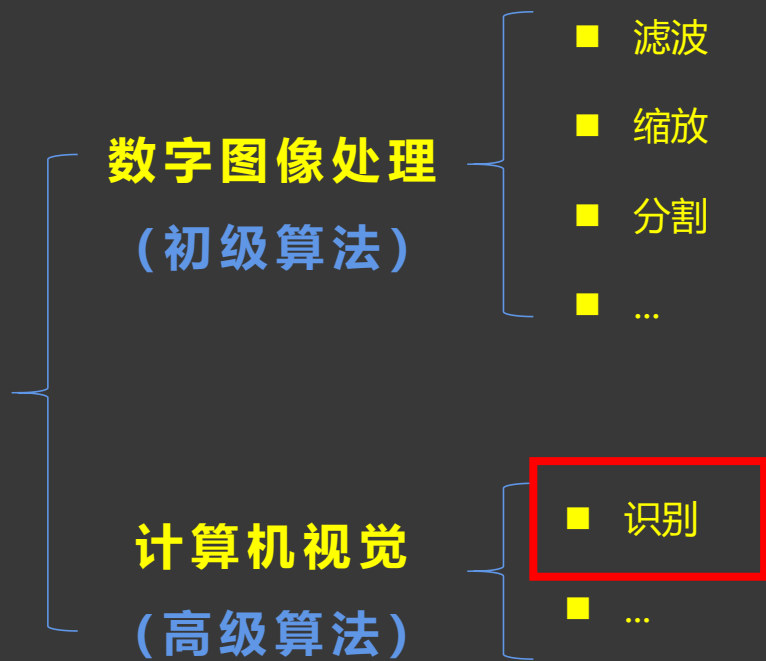 数字图像处理
(初级算法)
■ 滤波
■ 缩放
■ 分割
■ ...
计算机视觉
(高级算法)
■ 识别
■ ...